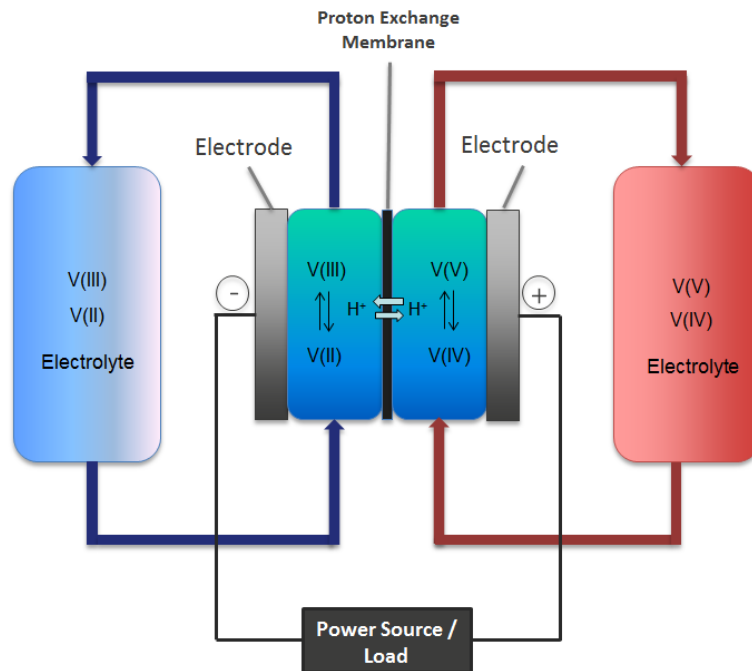 Proton Exchange
Membrane
Electrode
Electrode
V(III)
V(II)
Electrolyte
-
V(III)
H⁺
V(II)
V(V)
H⁺
V(IV)
+
V(V)
V(IV)
Electrolyte
Power Source /
Load